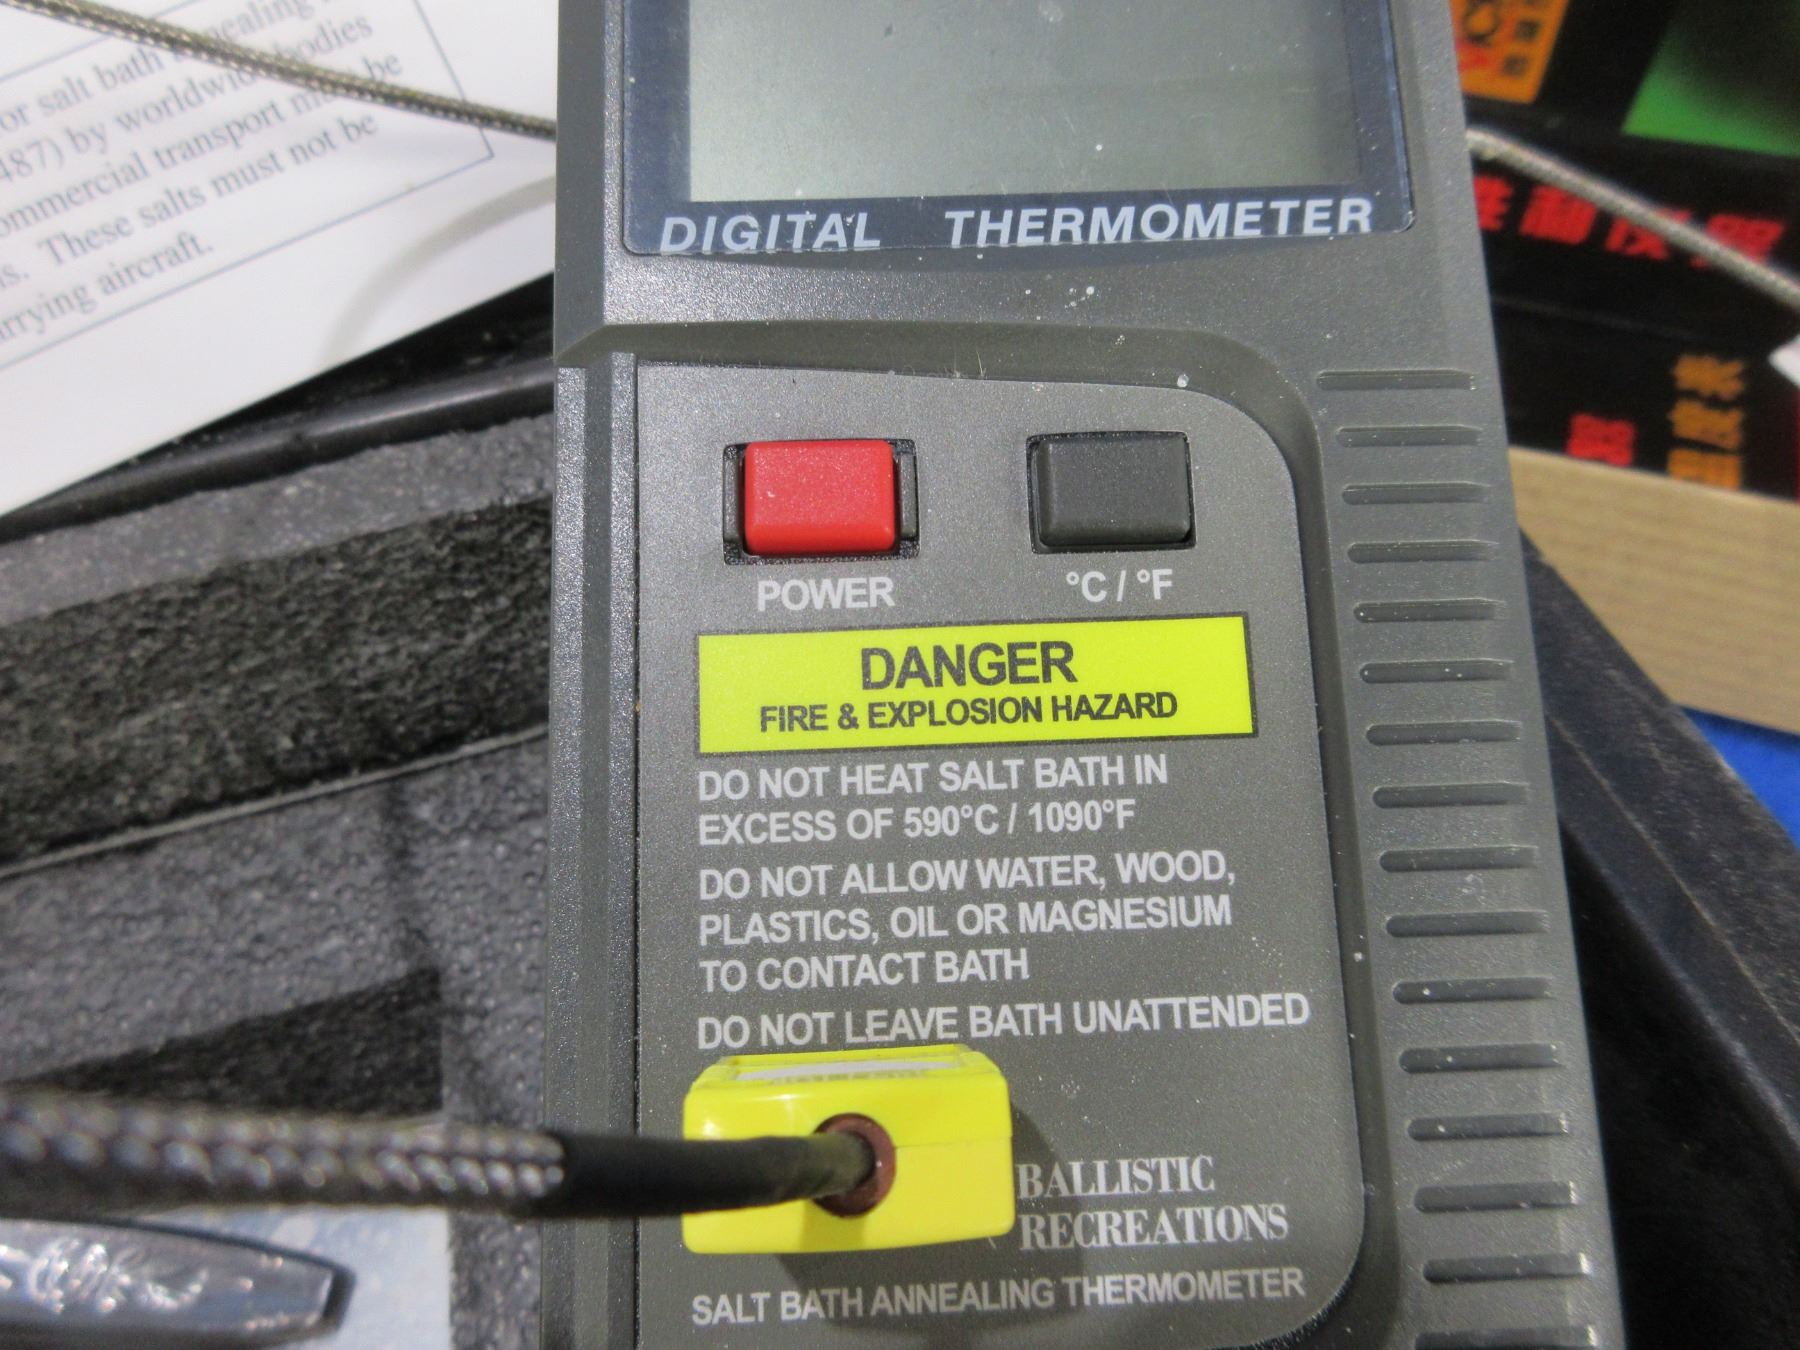 or salt bath annealing
487) by worldwide bodies
ommercial transport may be
ns. These salts must not be
arrying aircraft.
DIGITAL THERMOMETER
POWER
°C / °F
DANGER
FIRE & EXPLOSION HAZARD
DO NOT HEAT SALT BATH IN
EXCESS OF 590°C / 1090°F
DO NOT ALLOW WATER, WOOD,
PLASTICS, OIL OR MAGNESIUM
TO CONTACT BATH
DO NOT LEAVE BATH UNATTENDED
BALLISTIC
RECREATIONS
SALT BATH ANNEALING THERMOMETER